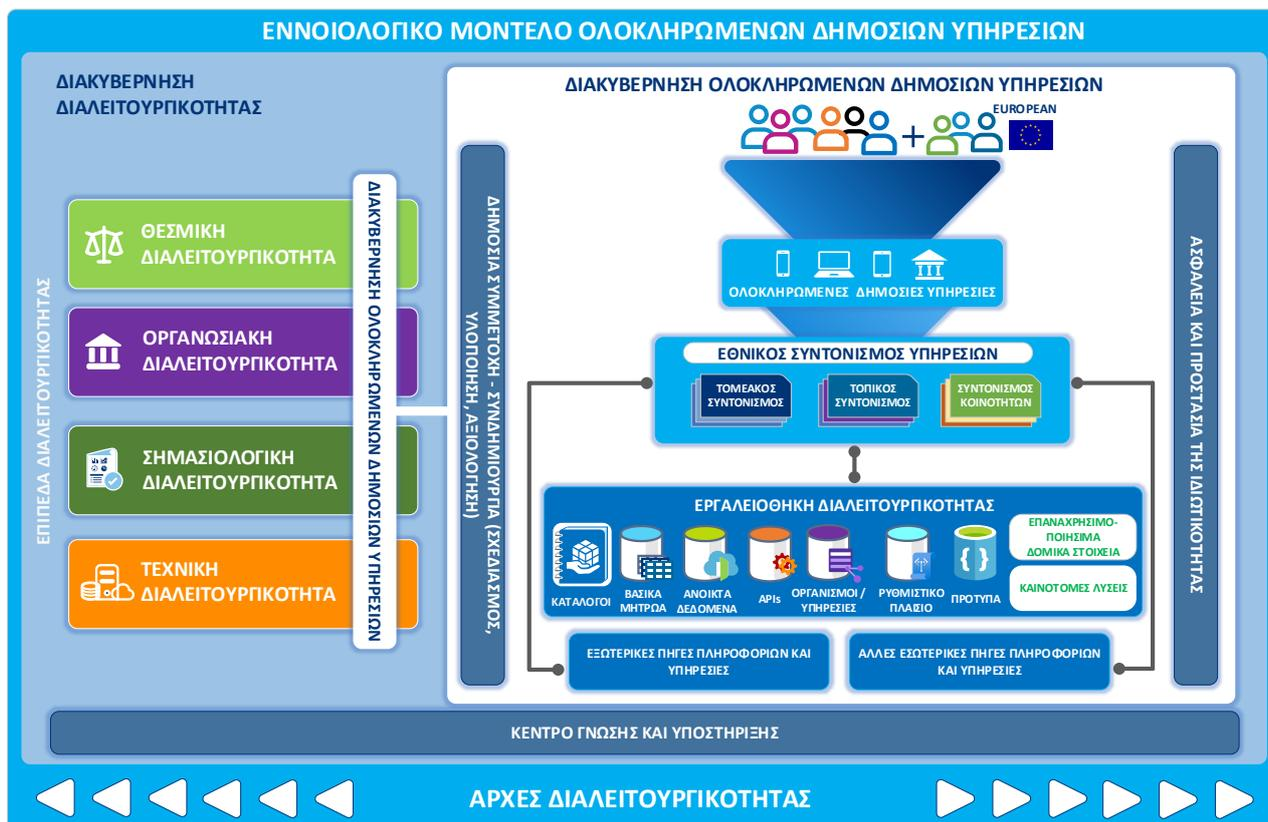 ΕΝΝΟΙΟΛΟΓΙΚΟ ΜΟΝΤΕΛΟ ΟΛΟΚΛΗΡΩΜΕΝΩΝ ΔΗΜΟΣΙΩΝ ΥΠΗΡΕΣΙΩΝ
ΔΙΑΚΥΒΕΡΝΗΣΗ
ΔΙΑΛΕΙΤΟΥΡΓΙΚΟΤΗΤΑΣ
ΕΠΙΠΕΔΑ ΔΙΑΛΕΙΤΟΥΡΓΙΚΟΤΗΤΑΣ
ΘΕΣΜΙΚΗ
ΔΙΑΛΕΙΤΟΥΡΓΙΚΟΤΗΤΑ
ΟΡΓΑΝΩΣΙΑΚΗ
ΔΙΑΛΕΙΤΟΥΡΓΙΚΟΤΗΤΑ
ΣΗΜΑΣΙΟΛΟΓΙΚΗ
ΔΙΑΛΕΙΤΟΥΡΓΙΚΟΤΗΤΑ
ΤΕΧΝΙΚΗ
ΔΙΑΛΕΙΤΟΥΡΓΙΚΟΤΗΤΑ
ΔΙΑΚΥΒΕΡΝΗΣΗ ΟΛΟΚΛΗΡΩΜΕΝΩΝ ΔΗΜΟΣΙΩΝ ΥΠΗΡΕΣΙΩΝ
ΔΙΑΚΥΒΕΡΝΗΣΗ ΟΛΟΚΛΗΡΩΜΕΝΩΝ ΔΗΜΟΣΙΩΝ ΥΠΗΡΕΣΙΩΝ
EUROPEAN
+
ΔΗΜΟΣΙΑ ΣΥΜΜΕΤΟΧΗ - ΣΥΝΔΗΜΙΟΥΡΓΙΑ (ΣΧΕΔΙΑΣΜΟΣ,
ΥΛΟΠΟΙΗΣΗ, ΑΞΙΟΛΟΓΗΣΗ)
ΟΛΟΚΛΗΡΩΜΕΝΕΣ ΔΗΜΟΣΙΕΣ ΥΠΗΡΕΣΙΕΣ
ΕΘΝΙΚΟΣ ΣΥΝΤΟΝΙΣΜΟΣ ΥΠΗΡΕΣΙΩΝ
ΤΟΜΕΑΚΟΣ
ΣΥΝΤΟΝΙΣΜΟΣ
ΤΟΠΙΚΟΣ
ΣΥΝΤΟΝΙΣΜΟΣ
ΣΥΝΤΟΝΙΣΜΟΣ
ΚΟΙΝΟΤΗΤΩΝ
ΕΡΓΑΛΕΙΟΘΗΚΗ ΔΙΑΛΕΙΤΟΥΡΓΙΚΟΤΗΤΑΣ
ΚΑΤΑΛΟΓΟΙ
ΒΑΣΙΚΑ
ΜΗΤΡΩΑ
ΑΝΟΙΚΤΑ
ΔΕΔΟΜΕΝΑ
APIs
ΟΡΓΑΝΙΣΜΟΙ /
ΥΠΗΡΕΣΙΕΣ
ΡΥΘΜΙΣΤΙΚΟ
ΠΛΑΙΣΙΟ
{ }
ΠΡΟΤΥΠΑ
ΕΠΑΝΑΧΡΗΣΙΜΟ-
ΠΟΙΗΣΙΜΑ
ΔΟΜΙΚΑ ΣΤΟΙΧΕΙΑ
ΚΑΙΝΟΤΟΜΕΣ ΛΥΣΕΙΣ
ΕΞΩΤΕΡΙΚΕΣ ΠΗΓΕΣ ΠΛΗΡΟΦΟΡΙΩΝ ΚΑΙ
ΥΠΗΡΕΣΙΕΣ
ΑΛΛΕΣ ΕΣΩΤΕΡΙΚΕΣ ΠΗΓΕΣ ΠΛΗΡΟΦΟΡΙΩΝ
ΚΑΙ ΥΠΗΡΕΣΙΕΣ
ΑΣΦΑΛΕΙΑ ΚΑΙ ΠΡΟΣΤΑΣΙΑ ΤΗΣ ΙΔΙΩΤΙΚΟΤΗΤΑΣ
ΚΕΝΤΡΟ ΓΝΩΣΗΣ ΚΑΙ ΥΠΟΣΤΗΡΙΞΗΣ
ΑΡΧΕΣ ΔΙΑΛΕΙΤΟΥΡΓΙΚΟΤΗΤΑΣ